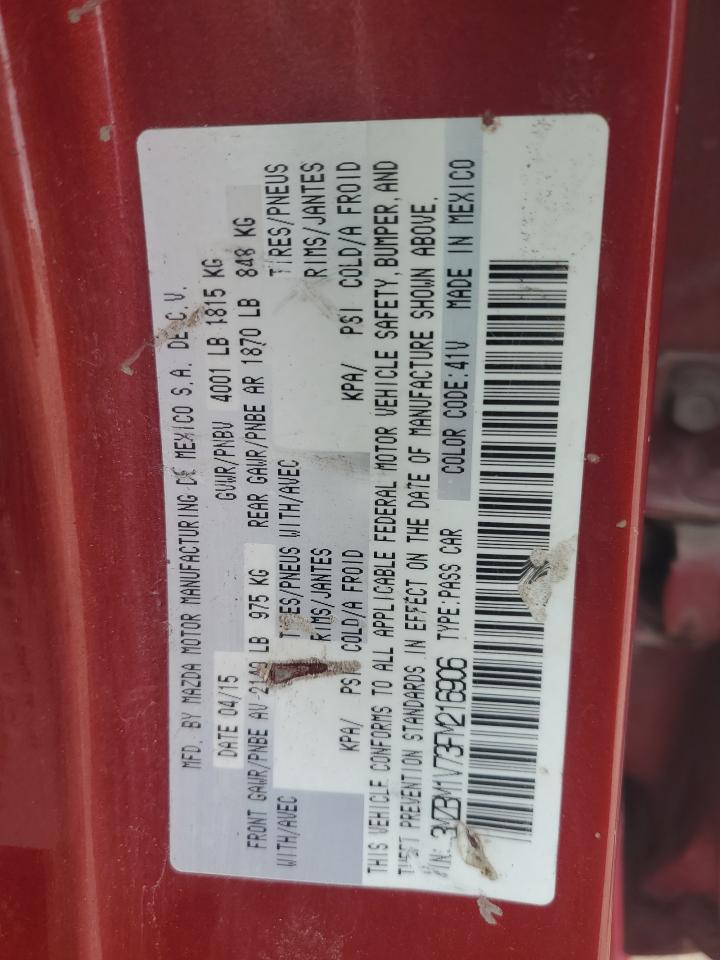 MFD. BY MAZDA MOTOR MANUFACTURING DE MEXICO S.A. DE C.V.
DATE 04/15 GVWR/PNBV 4001 LB 1815 KG
FRONT GAWR/PNBE AV LB 975 KG REAR GAWR/PNBE AR 1870 LB 848 KG
WITH/AVEC TIRES/PNEUS WITH/AVEC TIRES/PNEUS
RIMS/JANTES RIMS/JANTES
KPA/ PSI COLD/A FROID KPA/ PSI COLD/A FROID
THIS VEHICLE CONFORMS TO ALL APPLICABLE FEDERAL MOTOR VEHICLE SAFETY, BUMPER, AND
THEFT PREVENTION STANDARDS IN EFFECT ON THE DATE OF MANUFACTURE SHOWN ABOVE.
VIN: TYPE:PASS CAR COLOR CODE:41V MADE IN MEXICO